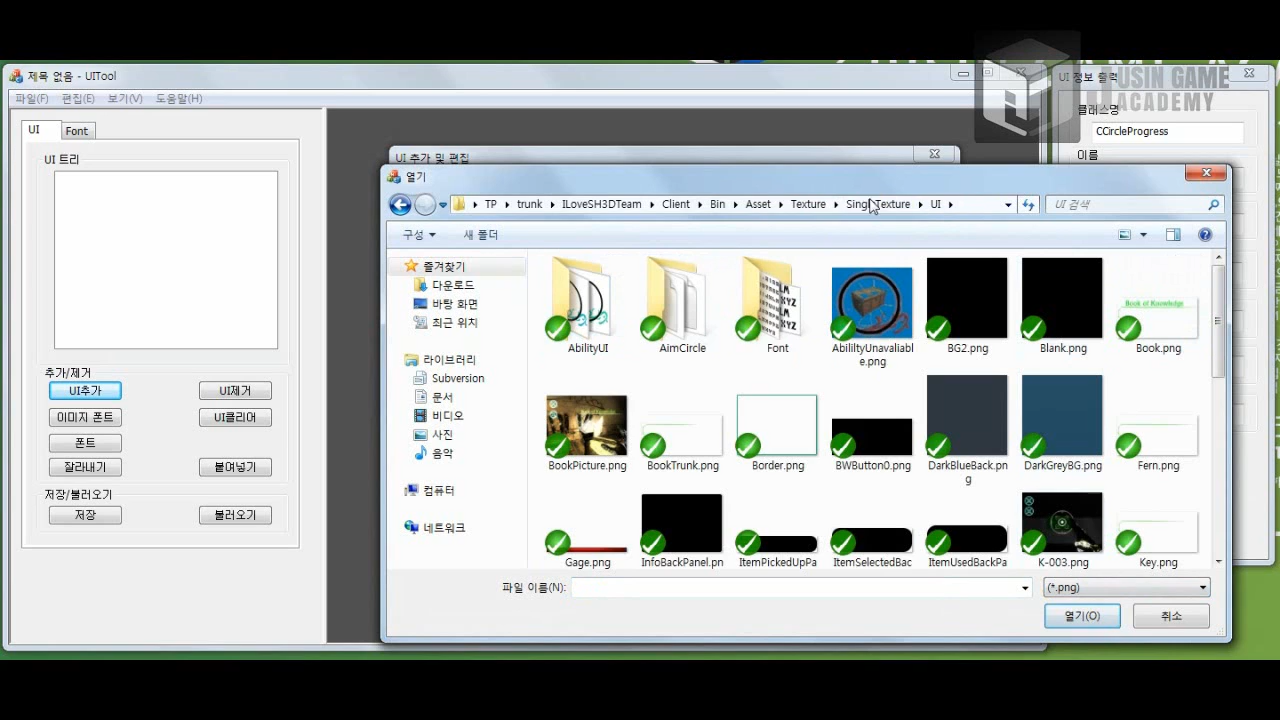 제목 없음 - UITool
USIN GAME
ACADEMY
파일(F) 편집(E) 보기(V) 도움말(H)
UI
Font
UI 트리
추가/제거
UI추가
UI제거
이미지 폰트
UI클리어
폰트
잘라내기
붙여넣기
저장/불러오기
저장
불러오기
UI 정보 출력
클래스명
CCircleProgress
이름
UI 추가 및 편집
열기
TP
trunk
ILoveSH3DTeam
Client
Bin
Asset
Texture
UI
UI 검색
구성
새 폴더
즐겨찾기
다운로드
바탕 화면
최근 위치
라이브러리
Subversion
문서
비디오
사진
음악
컴퓨터
네트워크
AbilityUI
AimCircle
Font
AbililtyUnavaliabl
e.png
BG2.png
Blank.png
Book.png
Book of Knowledge
BookPicture.png
BookTrunk.png
Border.png
BWButton0.png
DarkBlueBack.pn
g
DarkGreyBG.png
Fern.png
Gage.png
InfoBackPanel.pn
ItemPickedUpPa
ItemSelectedBac
ItemUsedBackPa
K-003.png
Key.png
파일 이름(N):
(*.png)
열기(O)
취소